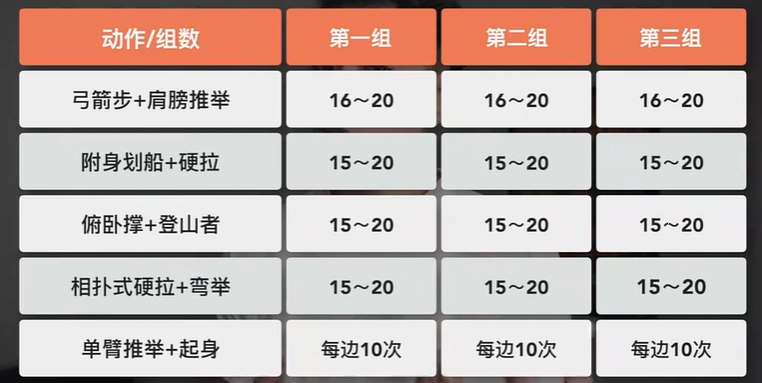 动作/组数 第一组 第二组 第三组
弓箭步+肩膀推举 16～20 16～20 16～20
附身划船+硬拉 15～20 15～20 15～20
俯卧撑+登山者 15～20 15～20 15～20
相扑式硬拉+弯举 15～20 15～20 15～20
单臂推举+起身 每边10次 每边10次 每边10次